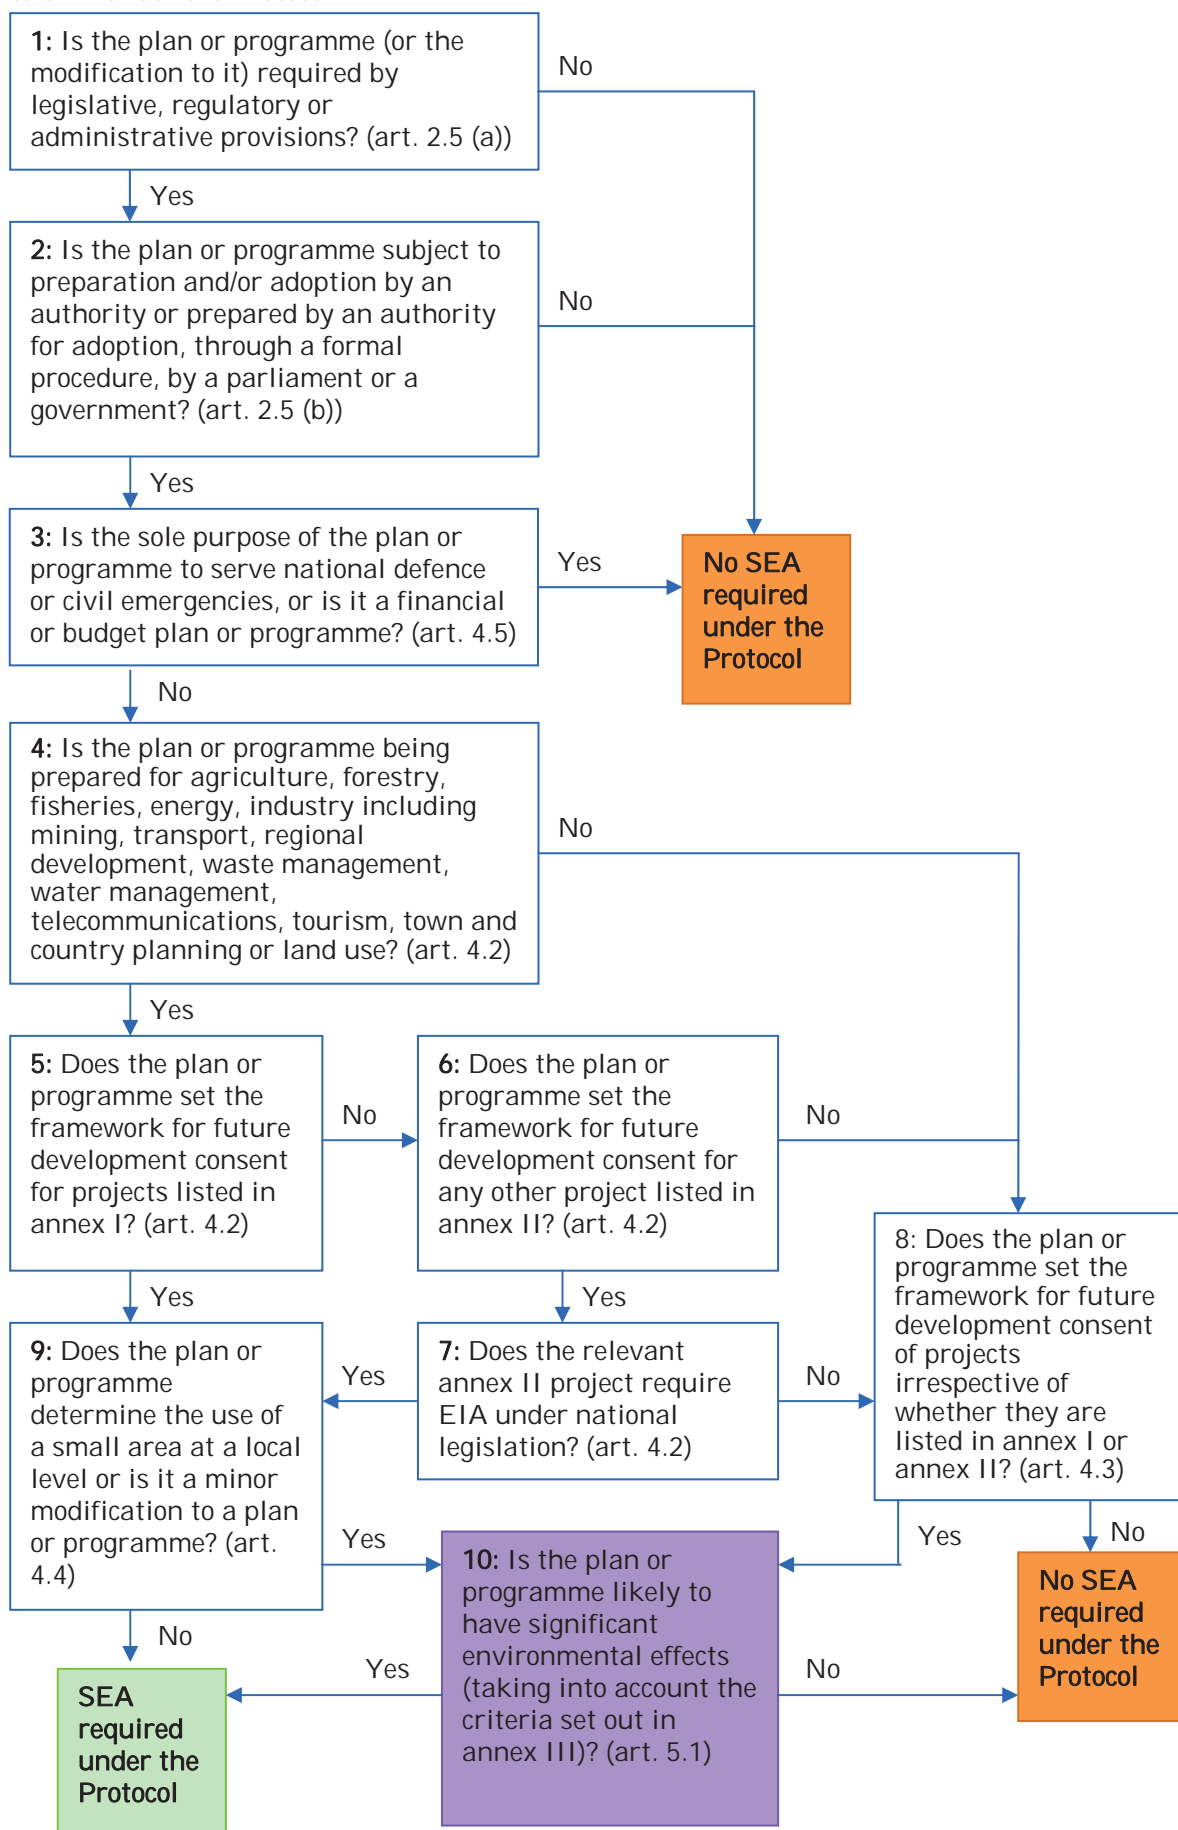 1: Is the plan or programme (or the
modification to it) required by
legislative, regulatory or
administrative provisions? (art. 2.5 (a))
No
Yes
2: Is the plan or programme subject to
preparation and/or adoption by an
authority or prepared by an authority
for adoption, through a formal
procedure, by a parliament or a
government? (art. 2.5 (b))
No
Yes
3: Is the sole purpose of the plan or
programme to serve national defence
or civil emergencies, or is it a financial
or budget plan or programme? (art. 4.5)
Yes
No SEA
required
under the
Protocol
No
4: Is the plan or programme being
prepared for agriculture, forestry,
fisheries, energy, industry including
mining, transport, regional
development, waste management,
water management,
telecommunications, tourism, town and
country planning or land use? (art. 4.2)
No
Yes
5: Does the plan or
programme set the
framework for future
development consent
for projects listed in
annex I? (art. 4.2)
No
6: Does the plan or
programme set the
framework for future
development consent for
any other project listed in
annex II? (art. 4.2)
No
8: Does the plan or
programme set the
framework for future
development consent
of projects
irrespective of
whether they are
listed in annex I or
annex II? (art. 4.3)
Yes
Yes
9: Does the plan or
programme
determine the use of
a small area at a local
level or is it a minor
modification to a plan
or programme? (art.
4.4)
Yes
7: Does the relevant
annex II project require
EIA under national
legislation? (art. 4.2)
No
Yes
10: Is the plan or
programme likely to
have significant
environmental effects
(taking into account the
criteria set out in
annex III)? (art. 5.1)
Yes
No
No SEA
required
under the
Protocol
No
Yes
No
SEA
required
under the
Protocol